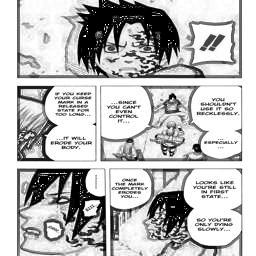 !!
YOU
SHOULDN'T
USE IT SO
RECKLESSLY.
ESPECIALLY
...
...SINCE
YOU CAN'T
EVEN
CONTROL
IT...
IF YOU KEEP
YOUR CURSE
MARK IN A
RELEASED
STATE FOR
TOO LONG...
...IT WILL
ERODE YOUR
BODY.
LOOKS LIKE
YOU'RE STILL
IN FIRST
STATE...
SO YOU'RE
ONLY DYING
SLOWLY...
ONCE
THE MARK
COMPLETELY
ERODES
YOU...